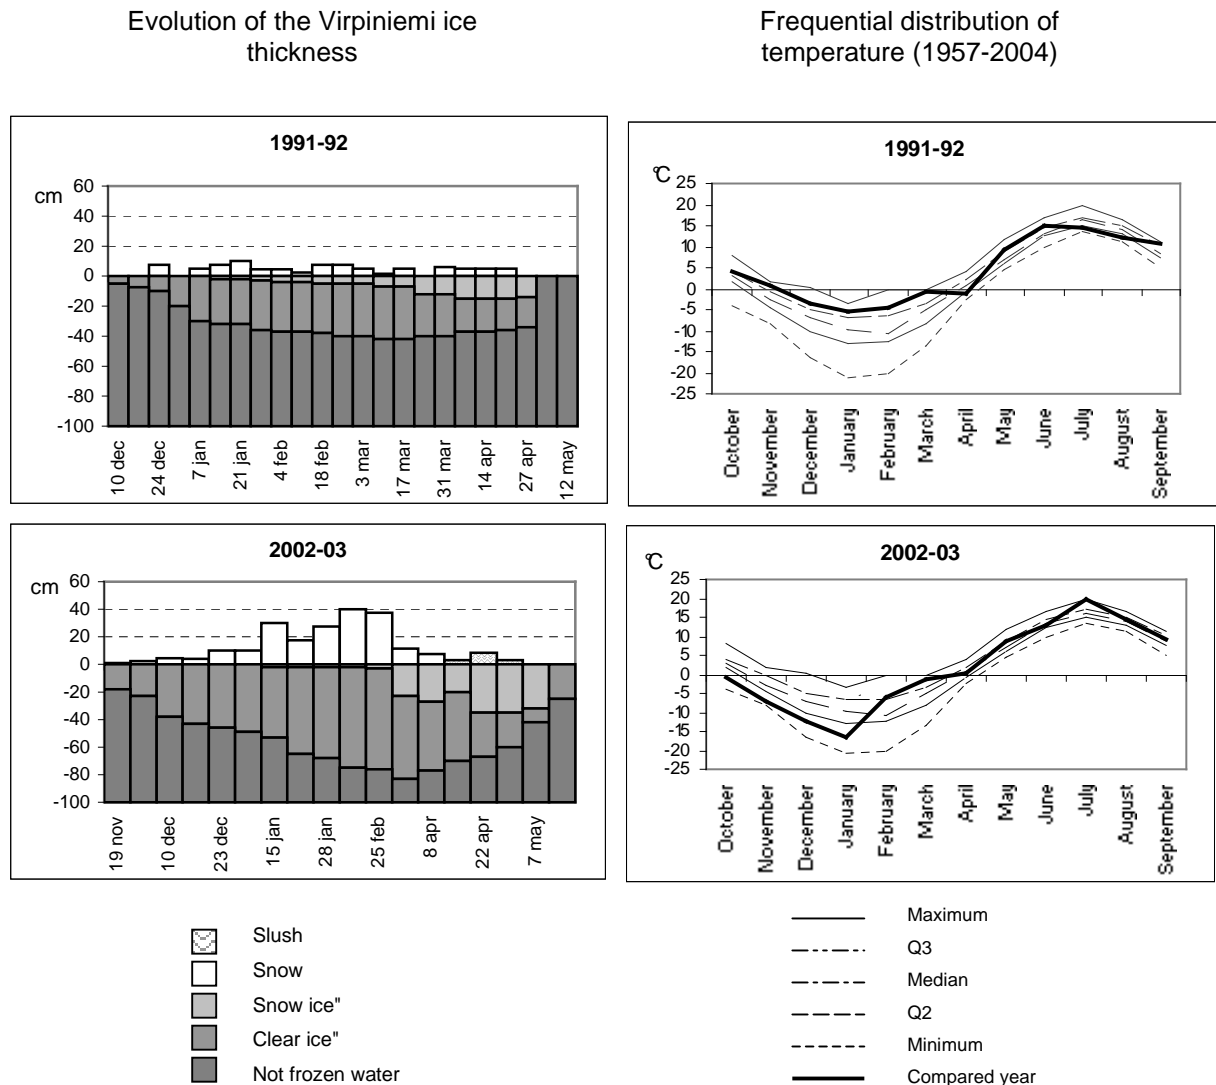 Evolution of the Virpiniemi ice
thickness
Frequential distribution of
temperature (1957-2004)
1991-92
cm
60
40
20
0
-20
-40
-60
-80
-100
10 dec
24 dec
7 jan
21 jan
4 feb
18 feb
3 mar
17 mar
31 mar
14 apr
27 apr
12 may
1991-92
°C
25
20
15
10
5
0
-5
-10
-15
-20
-25
October
November
December
January
February
March
April
May
June
July
August
September
2002-03
cm
60
40
20
0
-20
-40
-60
-80
-100
19 nov
10 dec
23 dec
15 jan
28 jan
25 feb
8 apr
22 apr
7 may
2002-03
°C
25
20
15
10
5
0
-5
-10
-15
-20
-25
October
November
December
January
February
March
April
May
June
July
August
September
Slush
Snow
Snow ice"
Clear ice"
Not frozen water
Maximum
Q3
Median
Q2
Minimum
Compared year